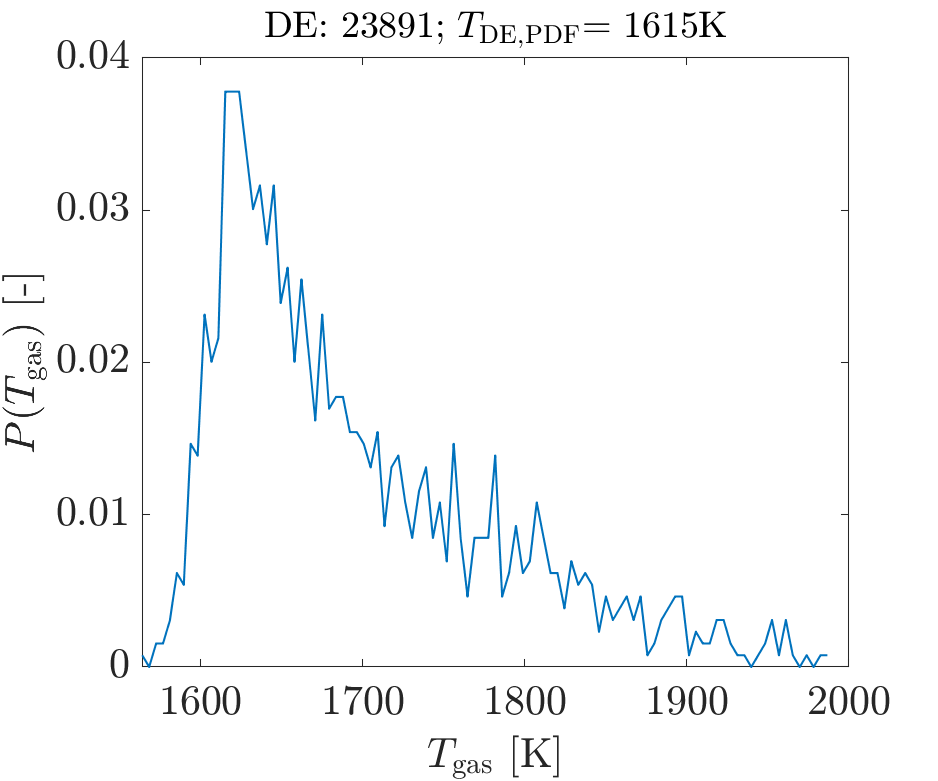 DE: 23891; T_DE,PDF= 1615K
0.04
0.03
0.02
0.01
0
P(T_gas) [-]
1600 1700 1800 1900 2000
T_gas [K]